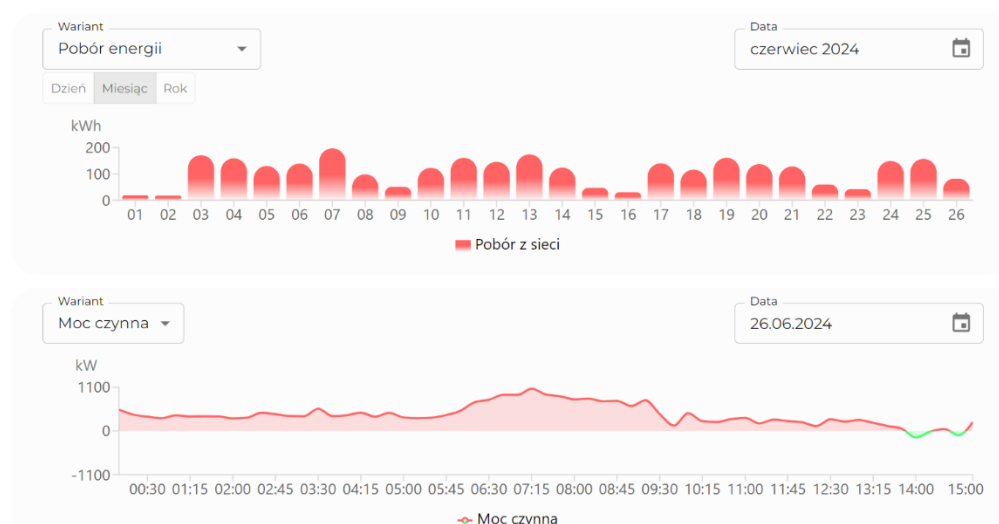 Wariant
Data
Pobór energii
czerwiec 2024
Dzień Miesiąc Rok
kWh
200
100
0
01 02 03 04 05 06 07 08 09 10 11 12 13 14 15 16 17 18 19 20 21 22 23 24 25 26
Pobór z sieci
Wariant
Data
Moc czynna
26.06.2024
kW
1100
0
-1100
00:30 01:15 02:00 02:45 03:30 04:15 05:00 05:45 06:30 07:15 08:00 08:45 09:30 10:15 11:00 11:45 12:30 13:15 14:00 15:00
Moc czynna